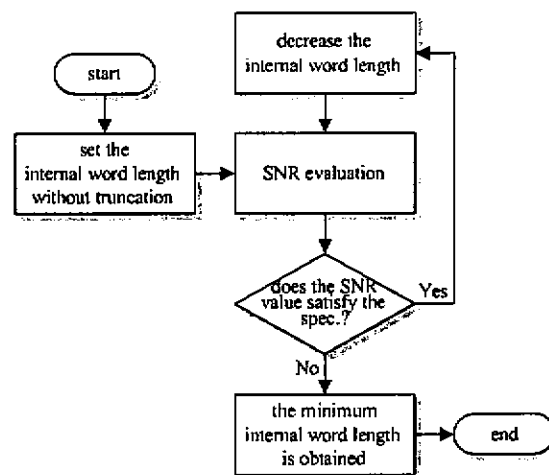 start
decrease the
internal word length
set the
internal word length
without truncation
SNR evaluation
does the SNR
value satisfy the
spec.?
Yes
No
the minimum
internal word length
is obtained
end